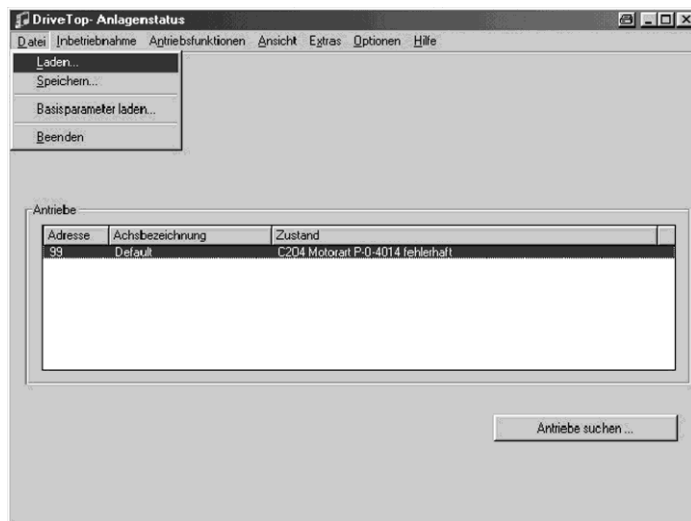 DriveTop- Anlagenstatus
Datei Inbetriebnahme Antriebsfunktionen Ansicht Extras Optionen Hilfe
Laden...
Speichern...
Basisparameter laden...
Beenden
Antriebe
Adresse Achsbezeichnung Zustand
99 Default C204 Motorart P-0-4014 fehlerhaft
Antriebe suchen ...